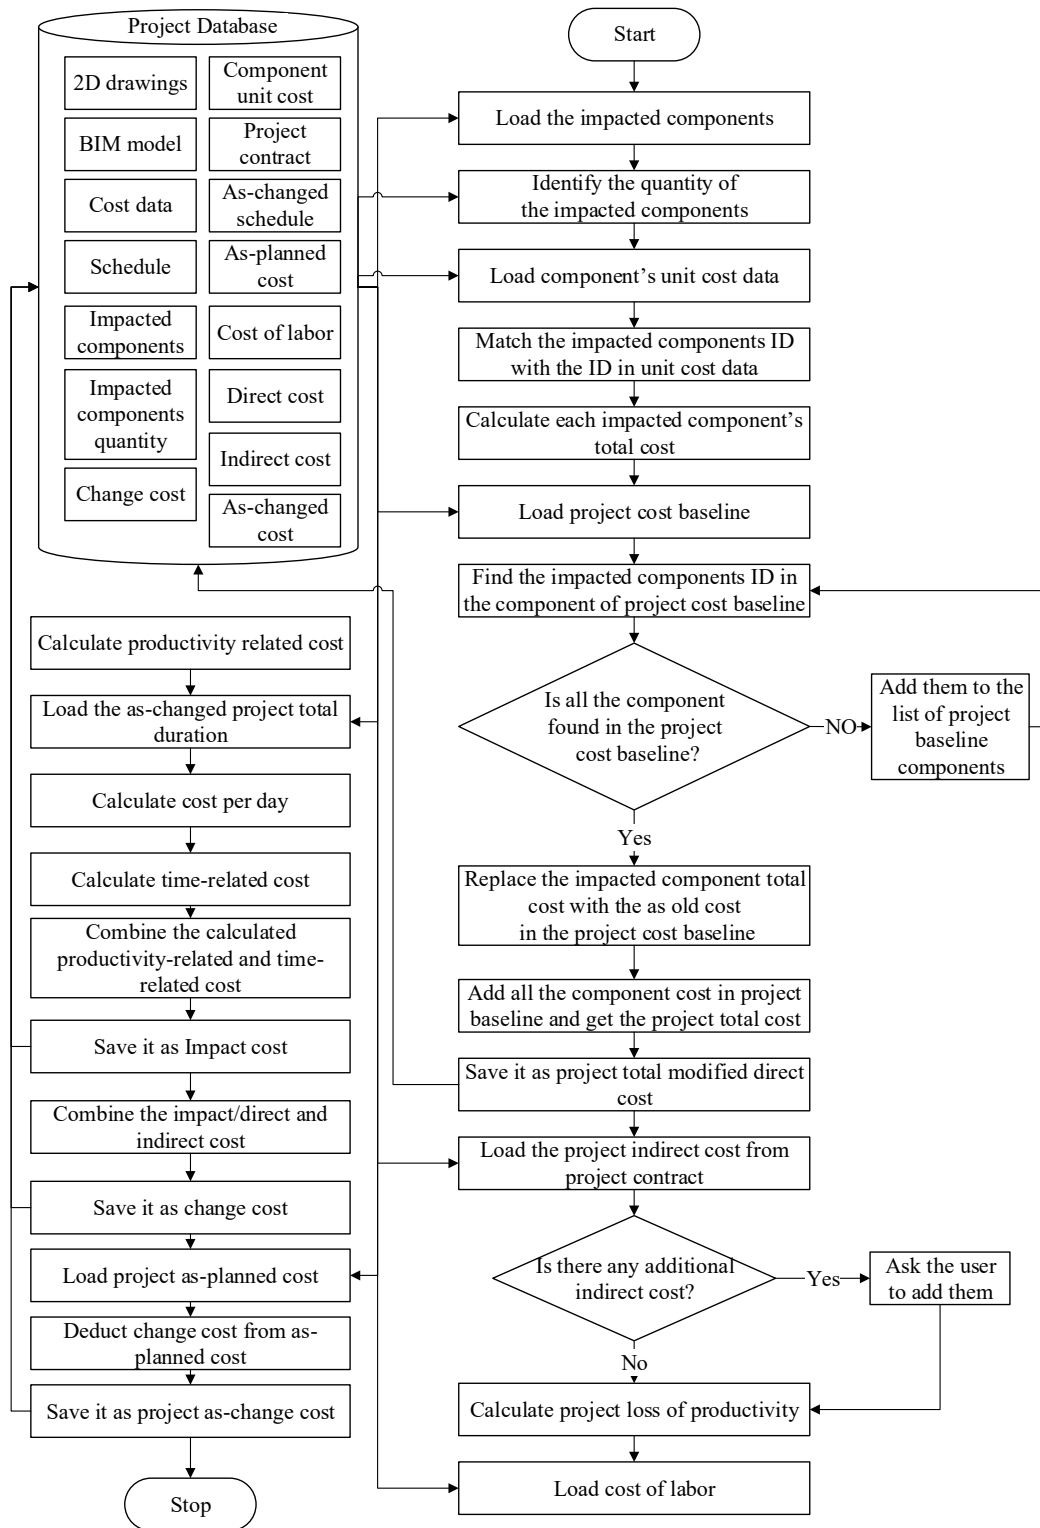 Project Database
2D drawings
Component
unit cost
BIM model
Project
contract
Cost data
As-changed
schedule
Schedule
As-planned
cost
Impacted
components
Cost of labor
Impacted
components
quantity
Direct cost
Indirect cost
Change cost
As-changed
cost
Start
Load the impacted components
Identify the quantity of
the impacted components
Load component’s unit cost data
Match the impacted components ID
with the ID in unit cost data
Calculate each impacted component’s
total cost
Load project cost baseline
Find the impacted components ID in
the component of project cost baseline
Is all the component
found in the project
cost baseline?
NO
Add them to the
list of project
baseline
components
Yes
Replace the impacted component total
cost with the as old cost
in the project cost baseline
Add all the component cost in project
baseline and get the project total cost
Save it as project total modified direct
cost
Load the project indirect cost from
project contract
Is there any additional
indirect cost?
Yes
Ask the user
to add them
No
Calculate project loss of productivity
Load cost of labor
Calculate productivity related cost
Load the as-changed project total
duration
Calculate cost per day
Calculate time-related cost
Combine the calculated
productivity-related and time-
related cost
Save it as Impact cost
Combine the impact/direct and
indirect cost
Save it as change cost
Load project as-planned cost
Deduct change cost from as-
planned cost
Save it as project as-change cost
Stop